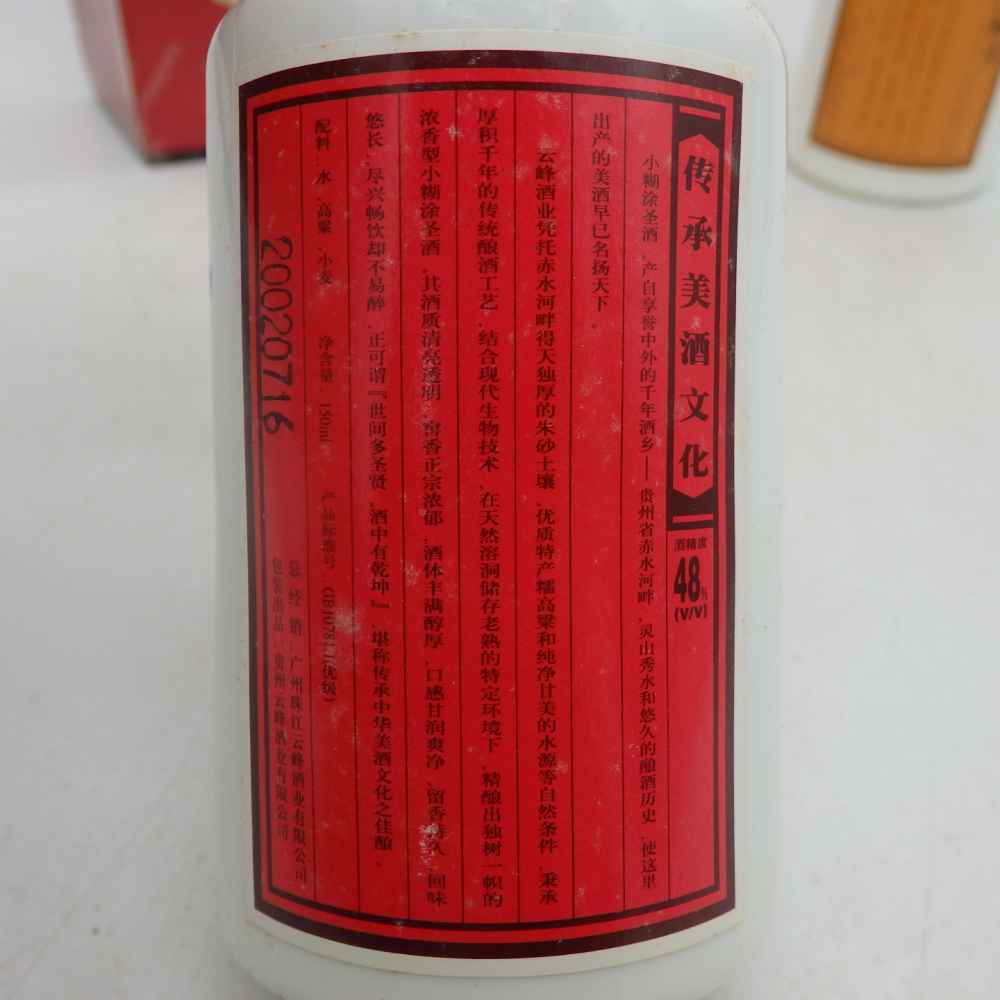 传承美酒文化
酒精度
48%
(V/V)
小糊涂圣酒，产自享誉中外的千年酒乡——贵州省赤水河畔，灵山秀水和悠久的酿酒历史，使这里
出产的美酒早已名扬天下。
云峰酒业凭托赤水河畔得天独厚的朱砂土壤、优质特产糯高粱和纯净甘美的水源等自然条件，秉承
厚积千年的传统酿酒工艺，结合现代生物技术，在天然溶洞储存老熟的特定环境下，精酿出独树一帜的
浓香型小糊涂圣酒，其酒质清亮透明，窖香正宗浓郁，酒体丰满醇厚，口感甘润爽净，留香持久，回味
悠长，尽兴畅饮却不易醉，正可谓『世间多圣贤，酒中有乾坤』，堪称传承中华美酒文化之佳酿。
配料：水、高粱、小麦 净含量：150ml 产品标准号：GB10781.1(优级)
总经销：广州珠江云峰酒业有限公司
包装出品：贵州云峰酒业有限公司
20020716